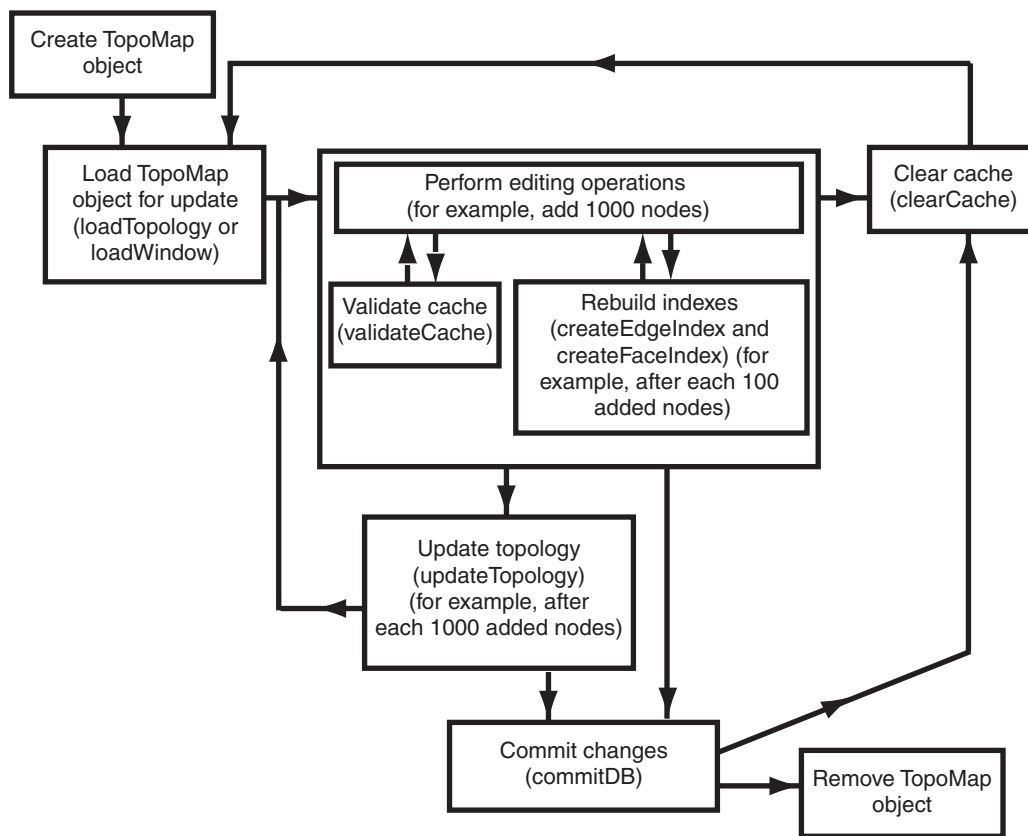 Create TopoMap
object
Load TopoMap
object for update
(loadTopology or
loadWindow)
Perform editing operations
(for example, add 1000 nodes)
Clear cache
(clearCache)
Validate cache
(validateCache)
Rebuild indexes
(createEdgeIndex and
createFaceIndex) (for
example, after each 100
added nodes)
Update topology
(updateTopology)
(for example, after
each 1000 added nodes)
Commit changes
(commitDB)
Remove TopoMap
object